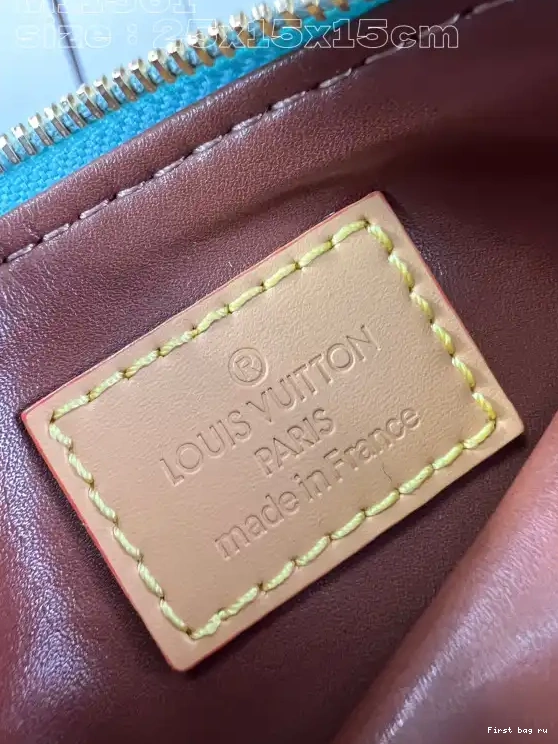 size : 25x15x15cm
®
LOUIS VUITTON
PARIS
made in France
First bag ru